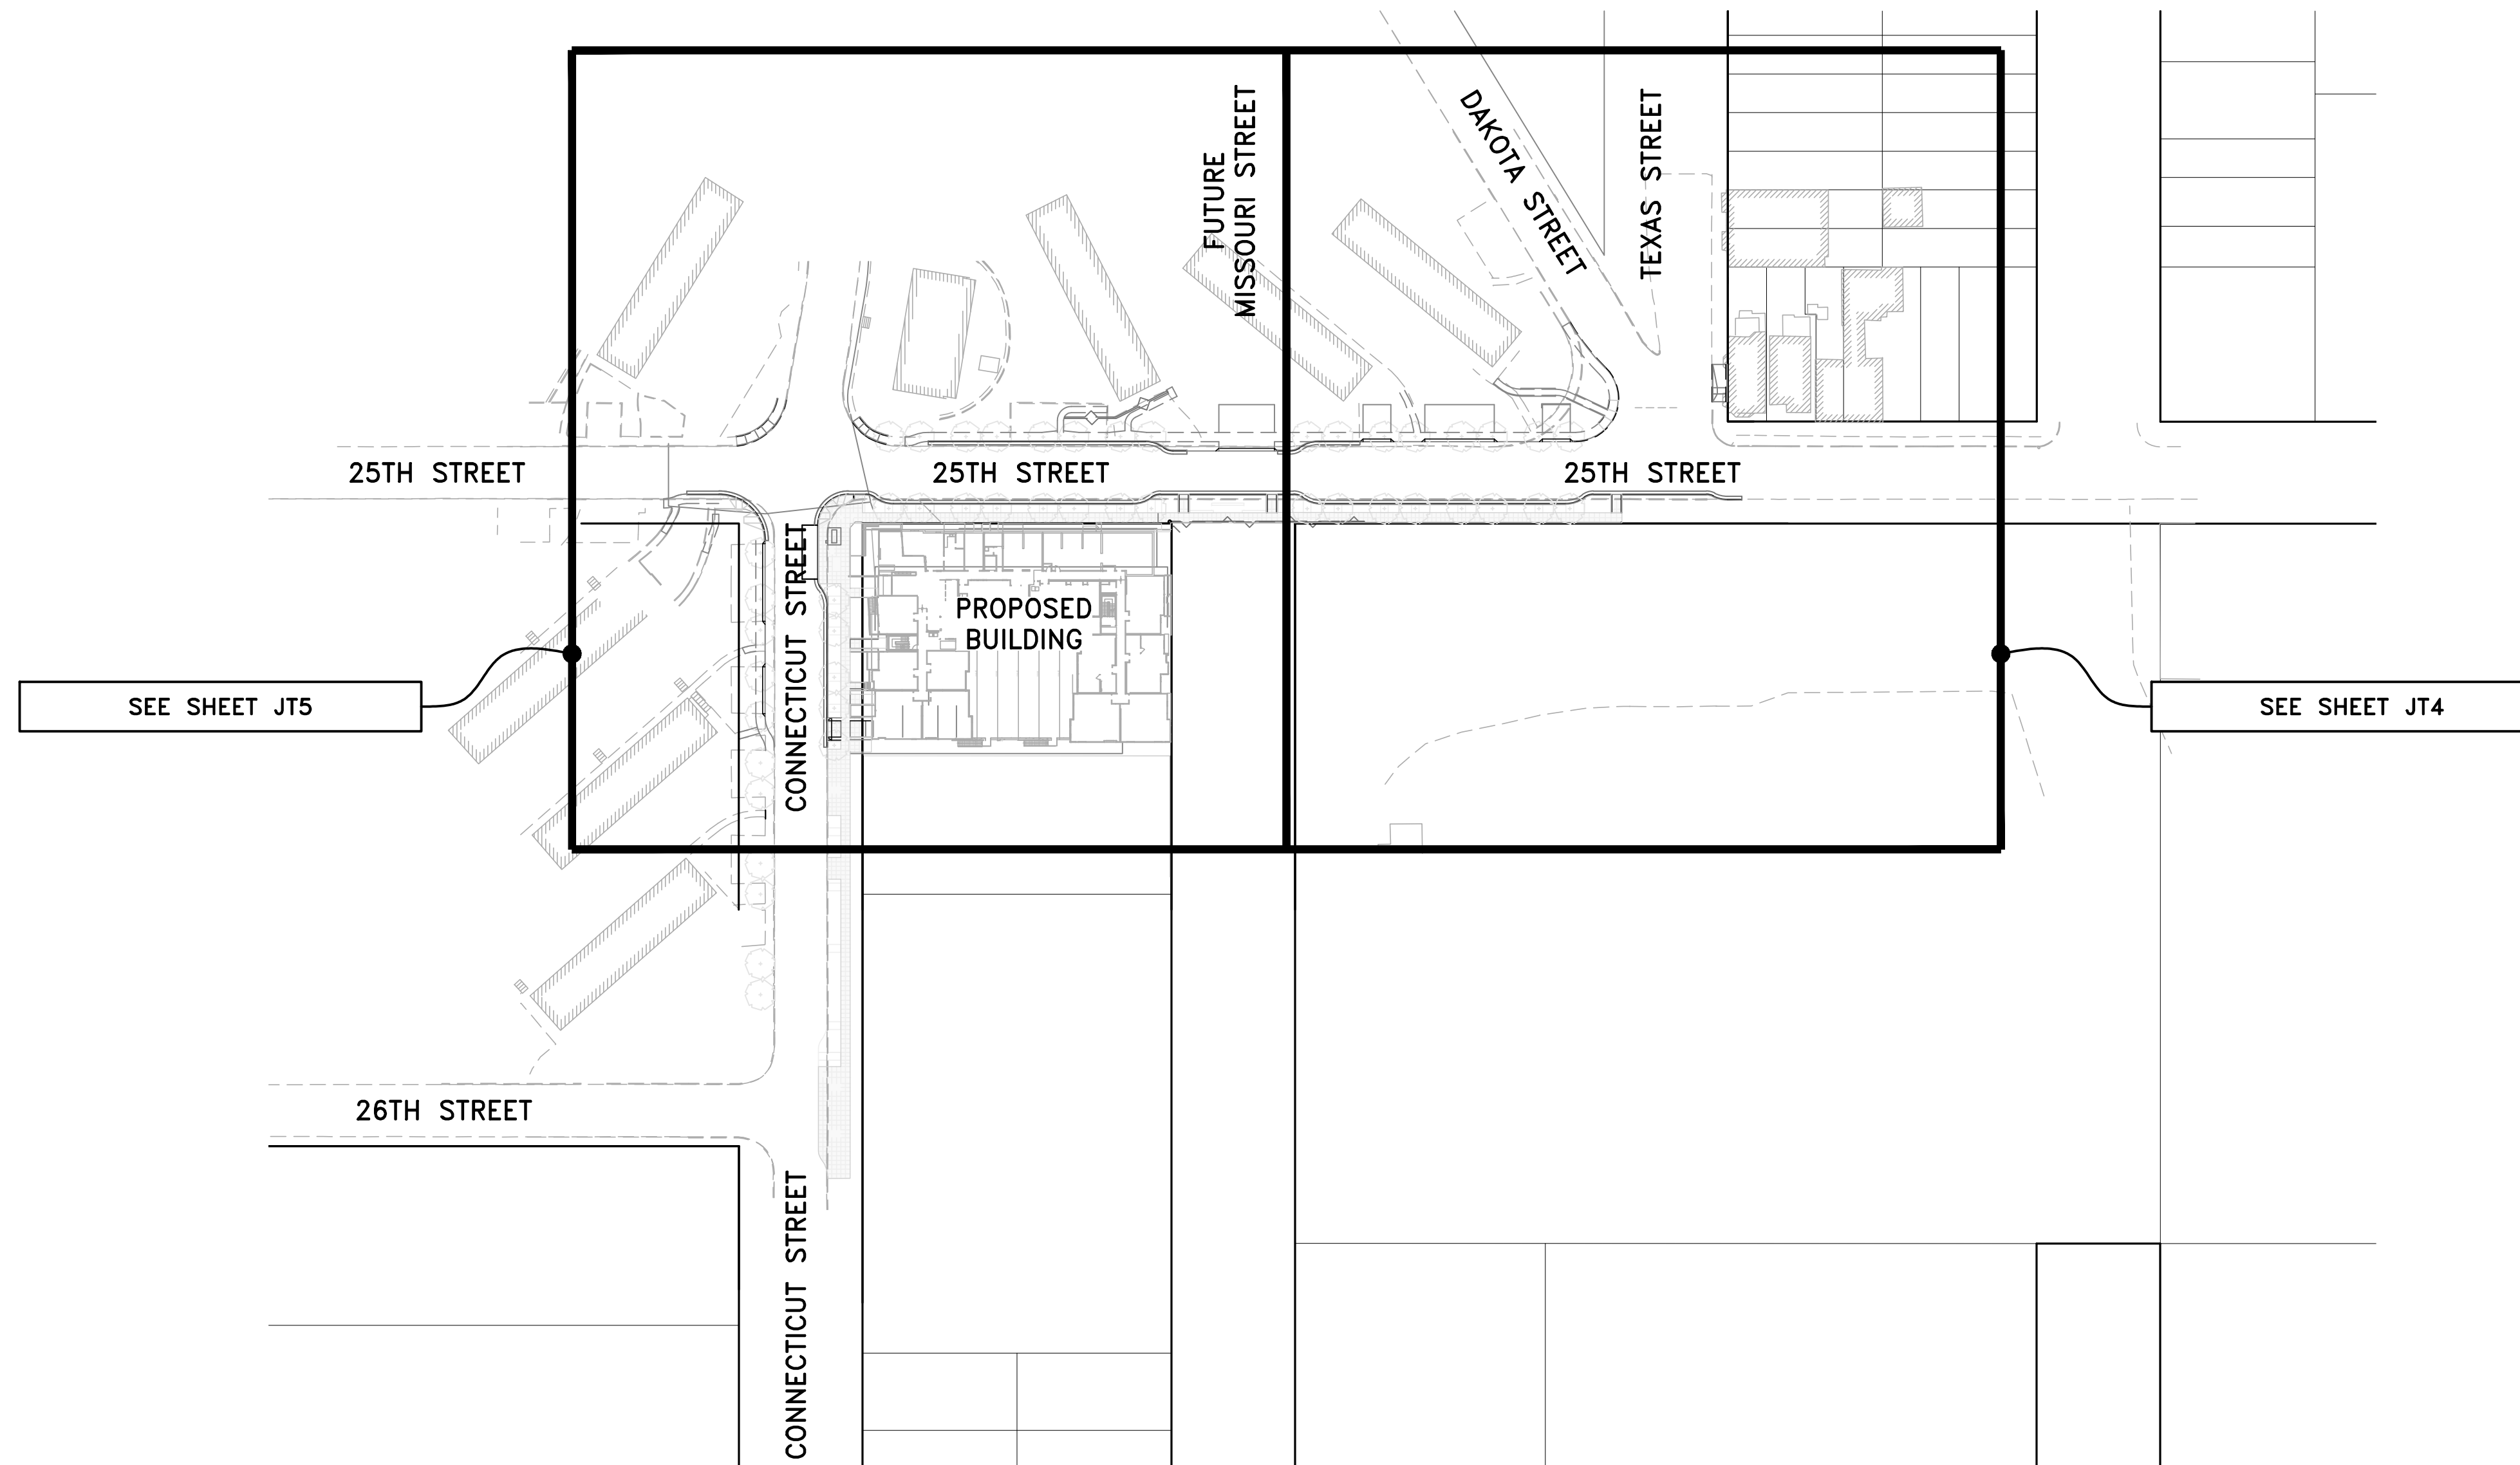 FUTURE
MISSOURI STREET
DAKOTA STREET
TEXAS STREET
25TH STREET
25TH STREET
25TH STREET
CONNECTICUT STREET
PROPOSED
BUILDING
SEE SHEET JT5
SEE SHEET JT4
26TH STREET
CONNECTICUT STREET